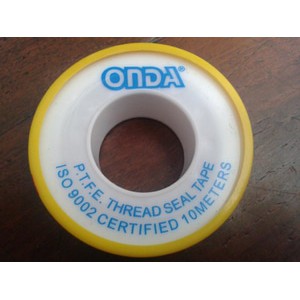 ONDA®
P.T.F.E. THREAD SEAL TAPE
ISO 9002 CERTIFIED 10METERS